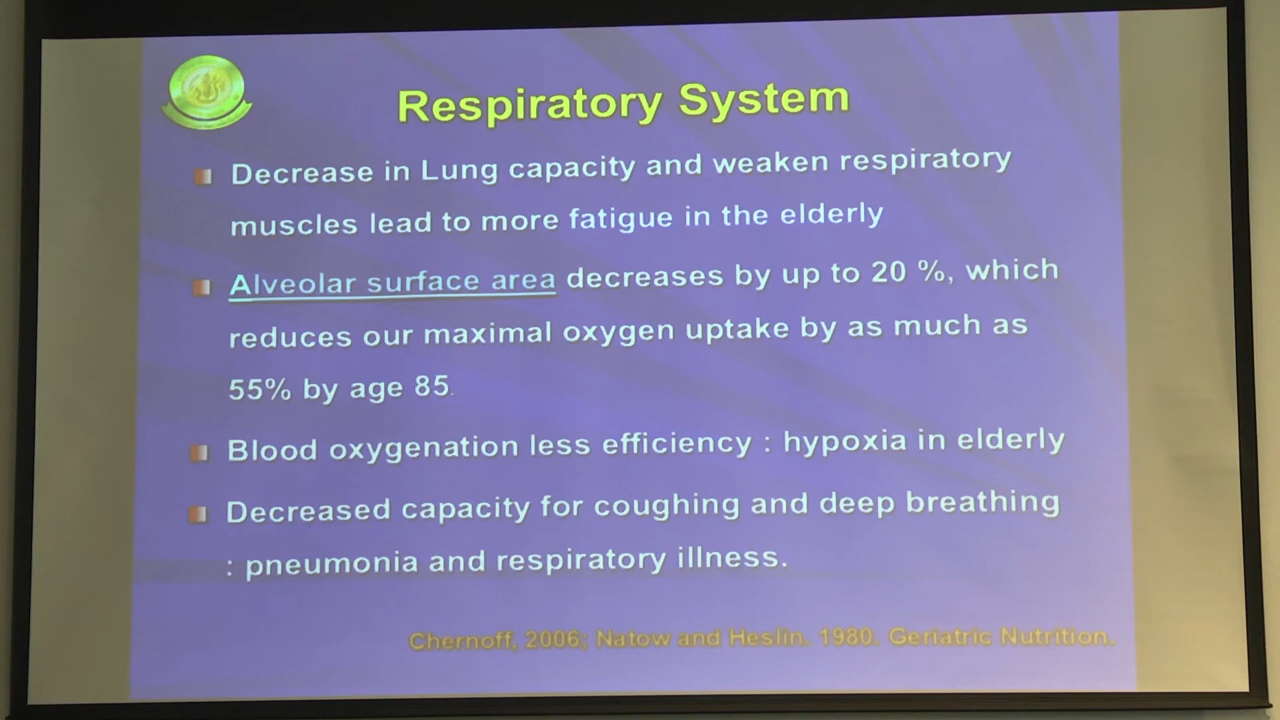 Respiratory System
Decrease in Lung capacity and weaken respiratory
muscles lead to more fatigue in the elderly
Alveolar surface area decreases by up to 20 %, which
reduces our maximal oxygen uptake by as much as
55% by age 85.
Blood oxygenation less efficiency : hypoxia in elderly
Decreased capacity for coughing and deep breathing
: pneumonia and respiratory illness.
Chernoff, 2006; Natow and Heslin. 1980. Geriatric Nutrition.